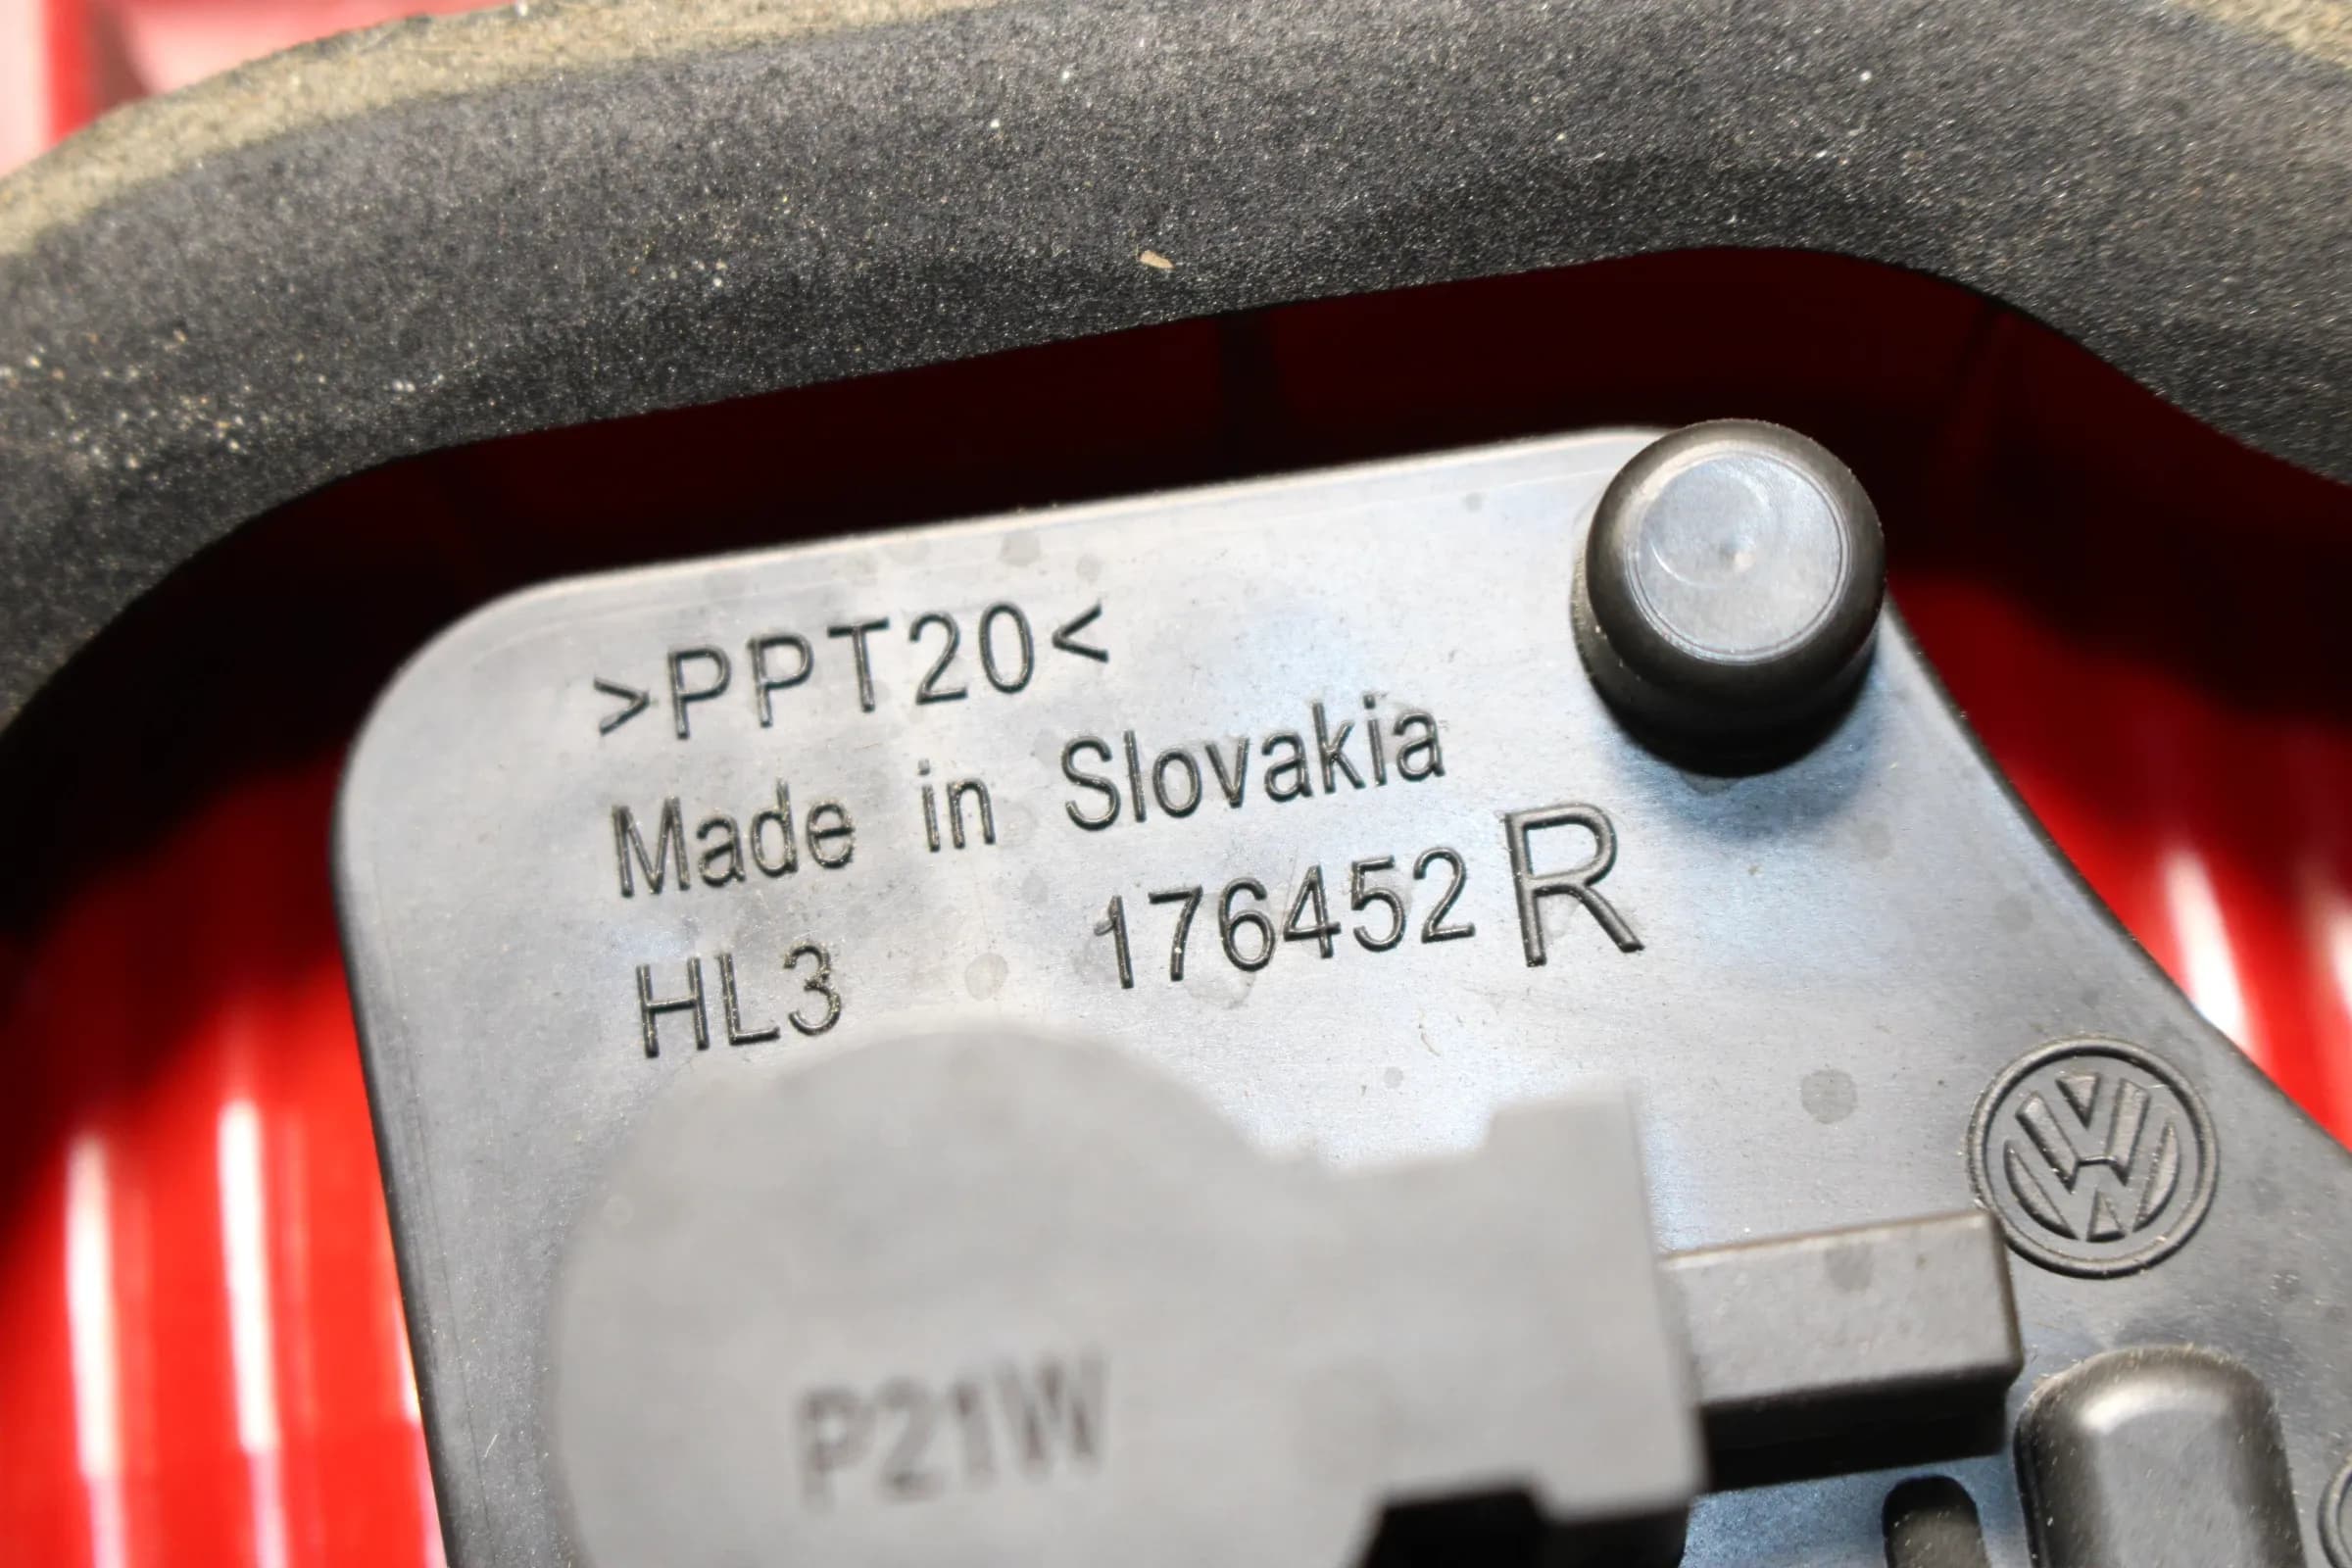 >PPT20<
Made in Slovakia
HL3 176452 R
P21W